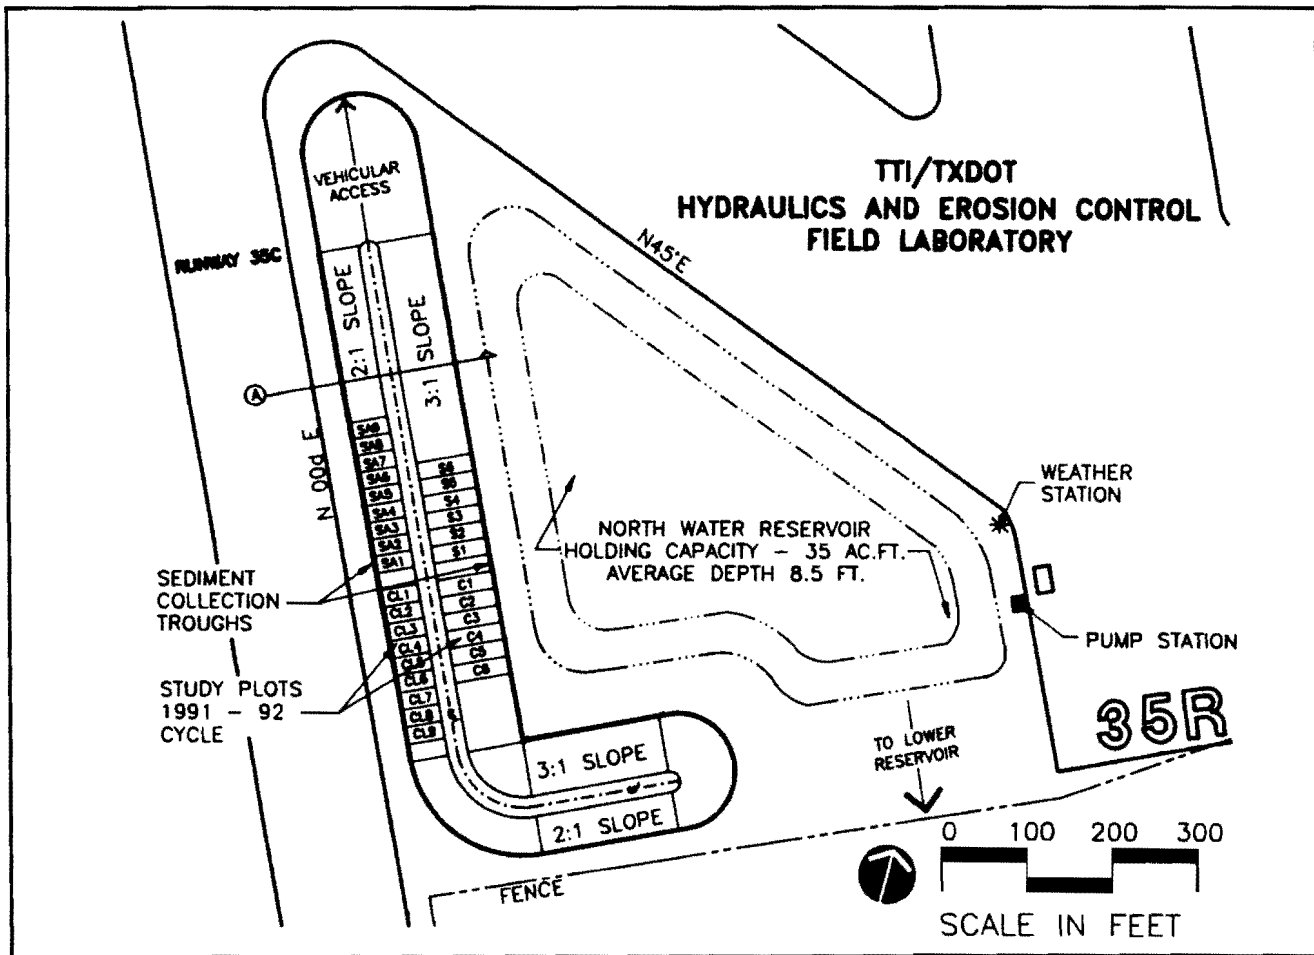 TTI/TXDOT
HYDRAULICS AND EROSION CONTROL
FIELD LABORATORY
VEHICULAR
ACCESS
RUNWAY 35C
N45°E
2:1 SLOPE
3:1 SLOPE
A
N 00d E
SA9
SA8
SA7
SA6
SA5
SA4
SA3
SA2
SA1
S6
S5
S4
S3
S2
S1
CL1
CL2
CL3
CL4
CL5
CL6
CL7
CL8
CL9
C1
C2
C3
C4
C5
C6
WEATHER
STATION
NORTH WATER RESERVOIR
HOLDING CAPACITY - 35 AC.FT.
AVERAGE DEPTH 8.5 FT.
SEDIMENT
COLLECTION
TROUGHS
PUMP STATION
STUDY PLOTS
1991 - 92
CYCLE
35R
TO LOWER
RESERVOIR
3:1 SLOPE
2:1 SLOPE
FENCE
0 100 200 300
SCALE IN FEET